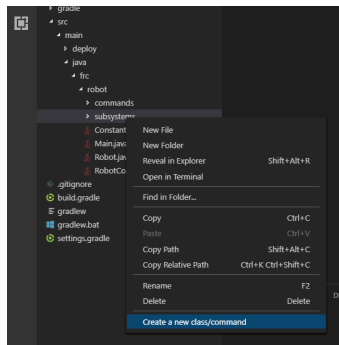 gradle
src
main
deploy
java
frc
robot
commands
subsystems
Constant
Main.java
Robot.jav
RobotCo
.gitignore
build.gradle
gradlew
gradlew.bat
settings.gradle
New File
New Folder
Reveal in Explorer Shift+Alt+R
Open in Terminal
Find in Folder...
Copy Ctrl+C
Paste Ctrl+V
Copy Path Shift+Alt+C
Copy Relative Path Ctrl+K Ctrl+Shift+C
Rename F2
Delete Delete
Create a new class/command
D